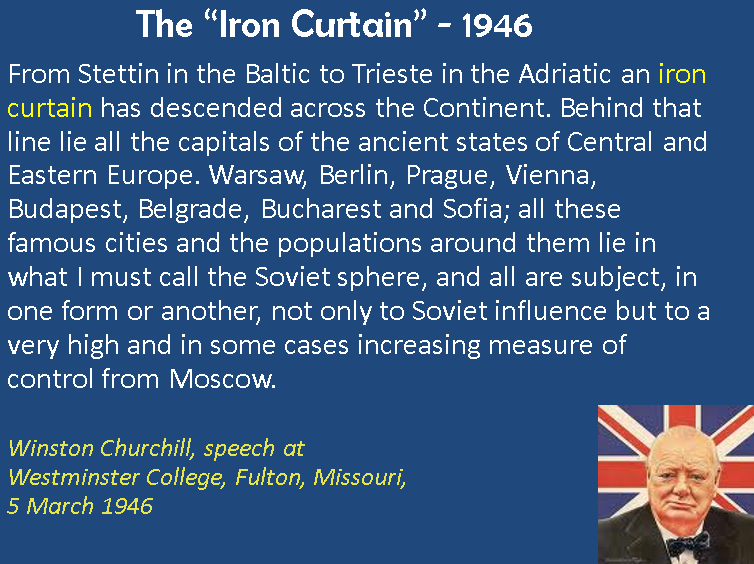 The “Iron Curtain” - 1946
From Stettin in the Baltic to Trieste in the Adriatic an iron
curtain has descended across the Continent. Behind that
line lie all the capitals of the ancient states of Central and
Eastern Europe. Warsaw, Berlin, Prague, Vienna,
Budapest, Belgrade, Bucharest and Sofia; all these
famous cities and the populations around them lie in
what I must call the Soviet sphere, and all are subject, in
one form or another, not only to Soviet influence but to a
very high and in some cases increasing measure of
control from Moscow.
Winston Churchill, speech at
Westminster College, Fulton, Missouri,
5 March 1946